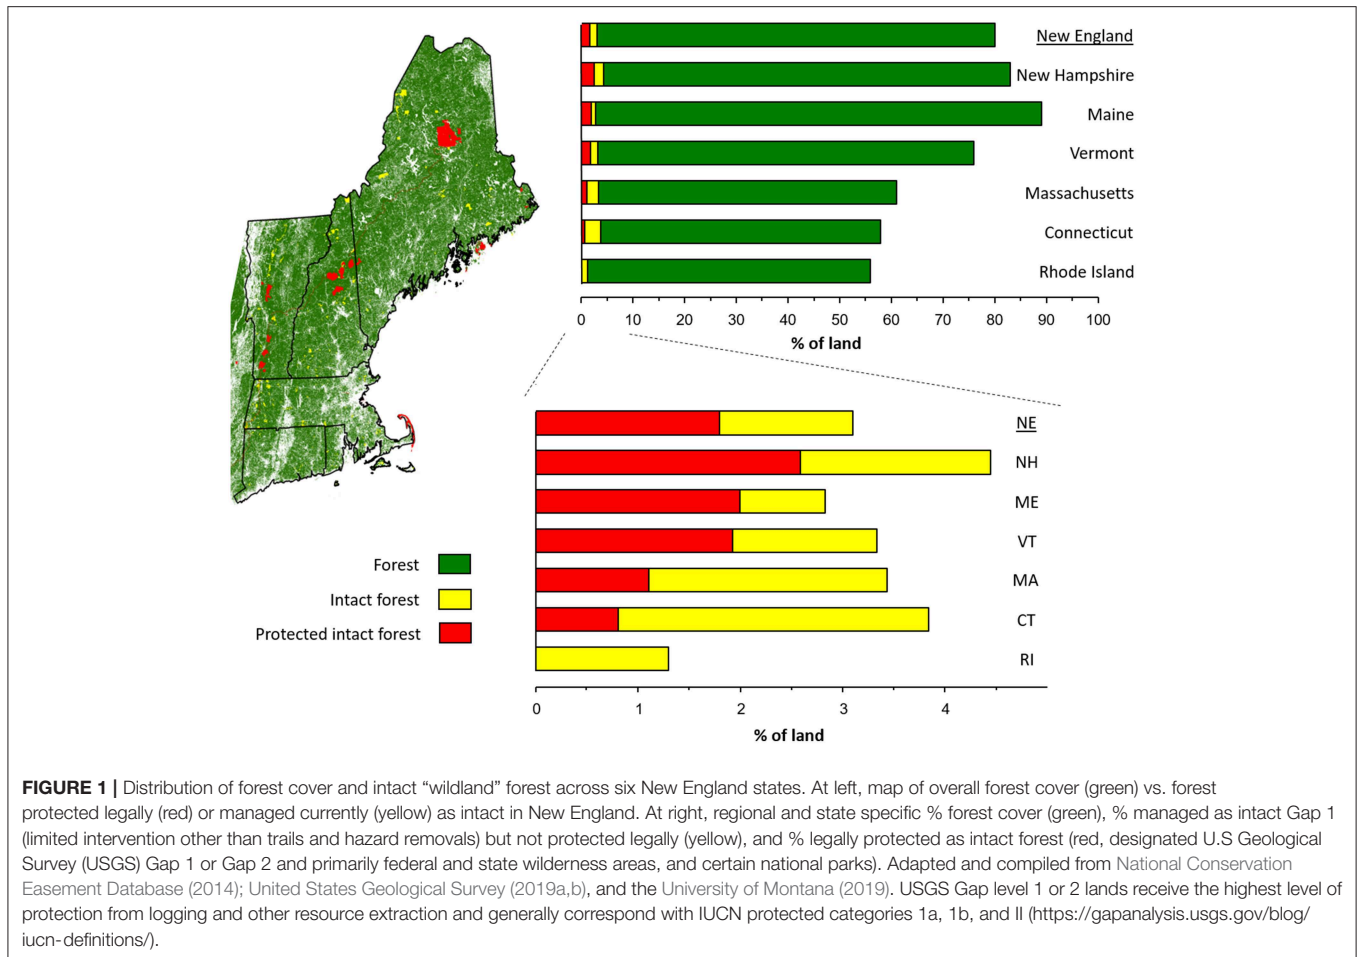 New England
New Hampshire
Maine
Vermont
Massachusetts
Connecticut
Rhode Island
0 10 20 30 40 50 60 70 80 90 100
% of land
NE
NH
ME
VT
MA
CT
RI
0 1 2 3 4
% of land
Forest
Intact forest
Protected intact forest
FIGURE 1 | Distribution of forest cover and intact “wildland” forest across six New England states. At left, map of overall forest cover (green) vs. forest
protected legally (red) or managed currently (yellow) as intact in New England. At right, regional and state specific % forest cover (green), % managed as intact Gap 1
(limited intervention other than trails and hazard removals) but not protected legally (yellow), and % legally protected as intact forest (red, designated U.S Geological
Survey (USGS) Gap 1 or Gap 2 and primarily federal and state wilderness areas, and certain national parks). Adapted and compiled from National Conservation
Easement Database (2014); United States Geological Survey (2019a,b), and the University of Montana (2019). USGS Gap level 1 or 2 lands receive the highest level of
protection from logging and other resource extraction and generally correspond with IUCN protected categories 1a, 1b, and II (https://gapanalysis.usgs.gov/blog/
iucn-definitions/).